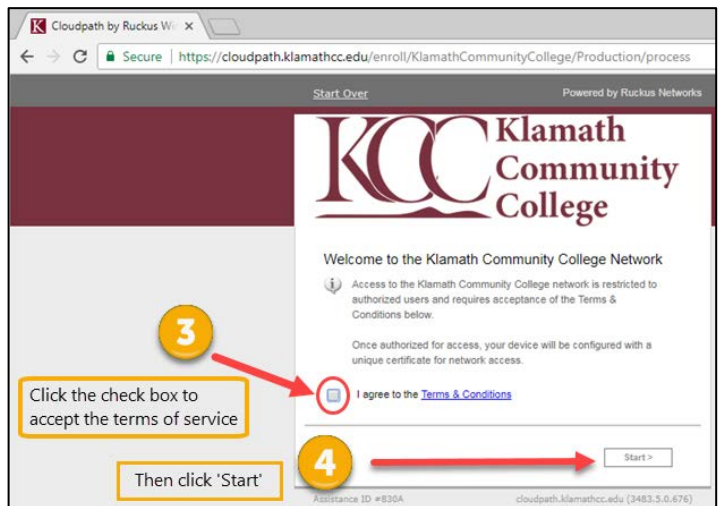 Cloudpath by Ruckus Wi
Secure | https://cloudpath.klamathcc.edu/enroll/KlamathCommunityCollege/Production/process
Start Over
Powered by Ruckus Networks
KCC Klamath
Community
College
Welcome to the Klamath Community College Network
Access to the Klamath Community College network is restricted to
authorized users and requires acceptance of the Terms &
Conditions below.
Once authorized for access, your device will be configured with a
unique certificate for network access.
3
Click the check box to
accept the terms of service
I agree to the Terms & Conditions
4
Then click 'Start'
Start >
Assistance ID #830A
cloudpath.klamathcc.edu (3483.5.0.676)